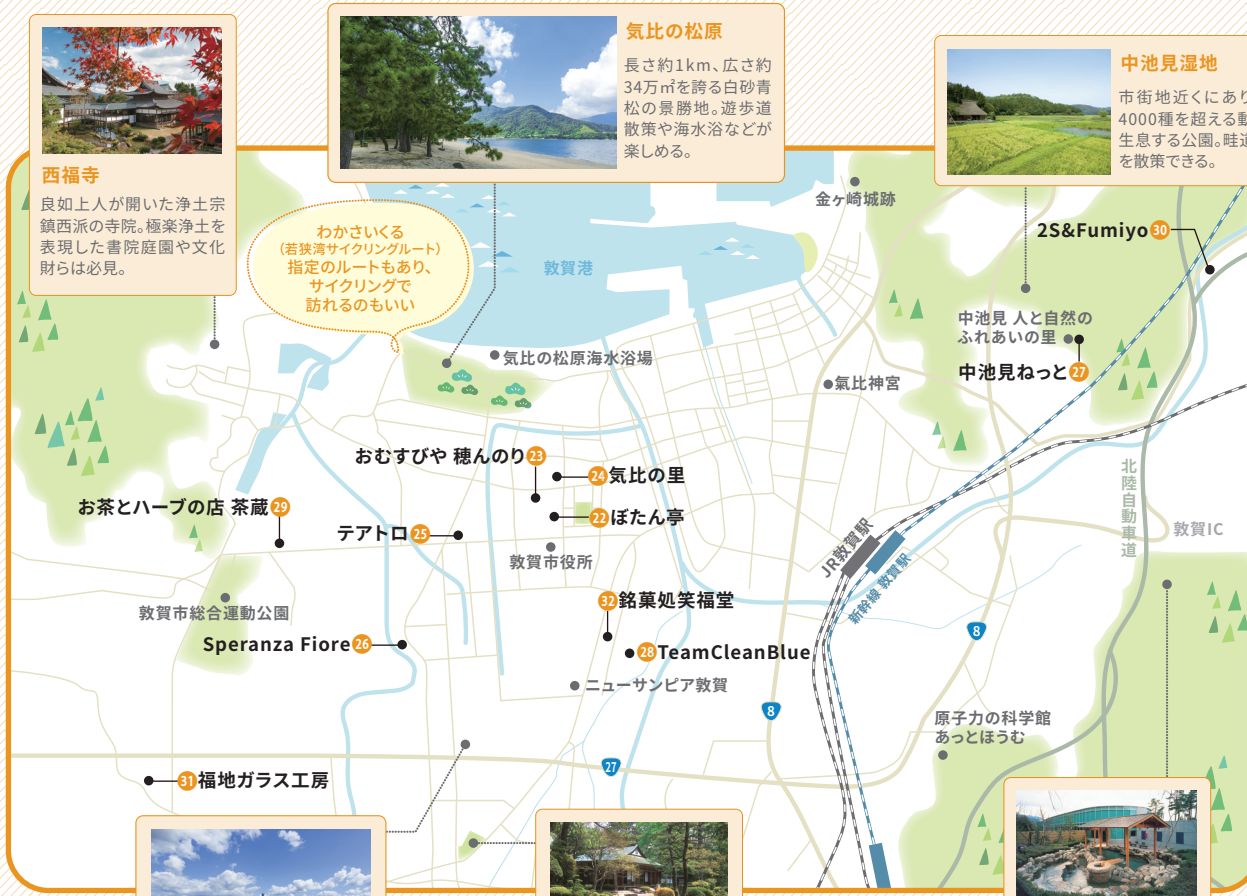 西福寺
良如上人が開いた浄土宗
鎮西派の寺院。極楽浄土を
表現した書院庭園や文化
財らは必見。
気比の松原
長さ約1km、広さ約
34万㎡を誇る白砂青
松の景勝地。遊歩道
散策や海水浴などが
楽しめる。
中池見湿地
市街地近くにあり
4000種を超える動
生息する公園。畦道
を散策できる。
わかさいくる
(若狭湾サイクリングルート)
指定のルートもあり、
サイクリングで
訪れるのもいい
敦賀港
金ヶ崎城跡
2S&Fumiyo 30
中池見 人と自然の
ふれあいの里
中池見ねっと 27
気比の松原海水浴場
氣比神宮
おむすびや 穂んのり 23
24 気比の里
22 ぼたん亭
お茶とハーブの店 茶蔵 29
テアトロ 25
敦賀市役所
JR敦賀駅
新幹線 敦賀駅
北陸自動車道
敦賀IC
敦賀市総合運動公園
32 銘菓処笑福堂
Speranza Fiore 26
28 TeamCleanBlue
8
ニューサンピア敦賀
8
原子力の科学館
あっとほうむ
27
31 福地ガラス工房